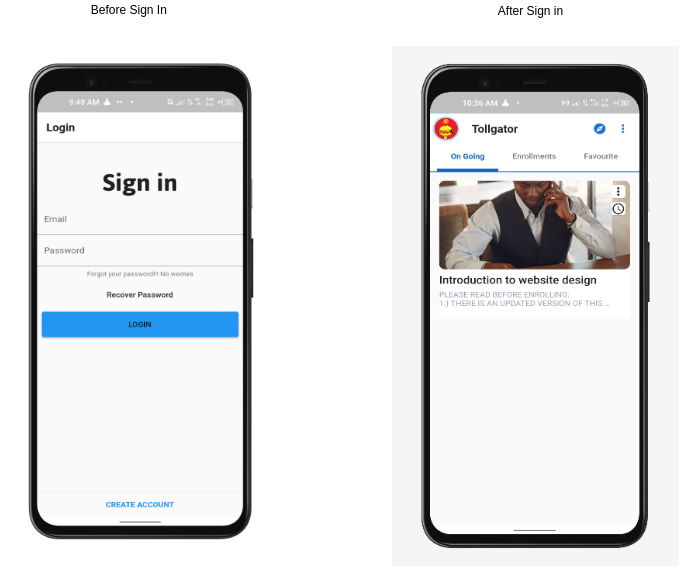 Before Sign In
After Sign in
9:48 AM
Login
Sign in
Email
Password
Forgot your password!!! No worries
Recover Password
LOGIN
CREATE ACCOUNT
10:36 AM
Tollgator
On Going
Enrollments
Favourite
Introduction to website design
PLEASE READ BEFORE ENROLLING:
1.) THERE IS AN UPDATED VERSION OF THIS ...